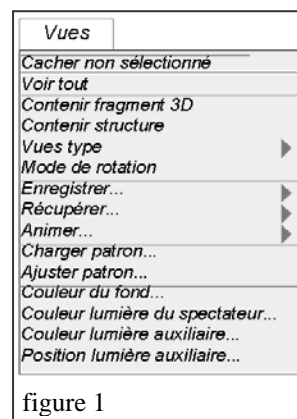 Vues
Cacher non sélectionné
Voir tout
Contenir fragment 3D
Contenir structure
Vues type
Mode de rotation
Enregistrer...
Récupérer...
Animer...
Charger patron...
Ajuster patron...
Couleur du fond...
Couleur lumière du spectateur...
Couleur lumière auxiliaire...
Position lumière auxiliaire...
figure 1